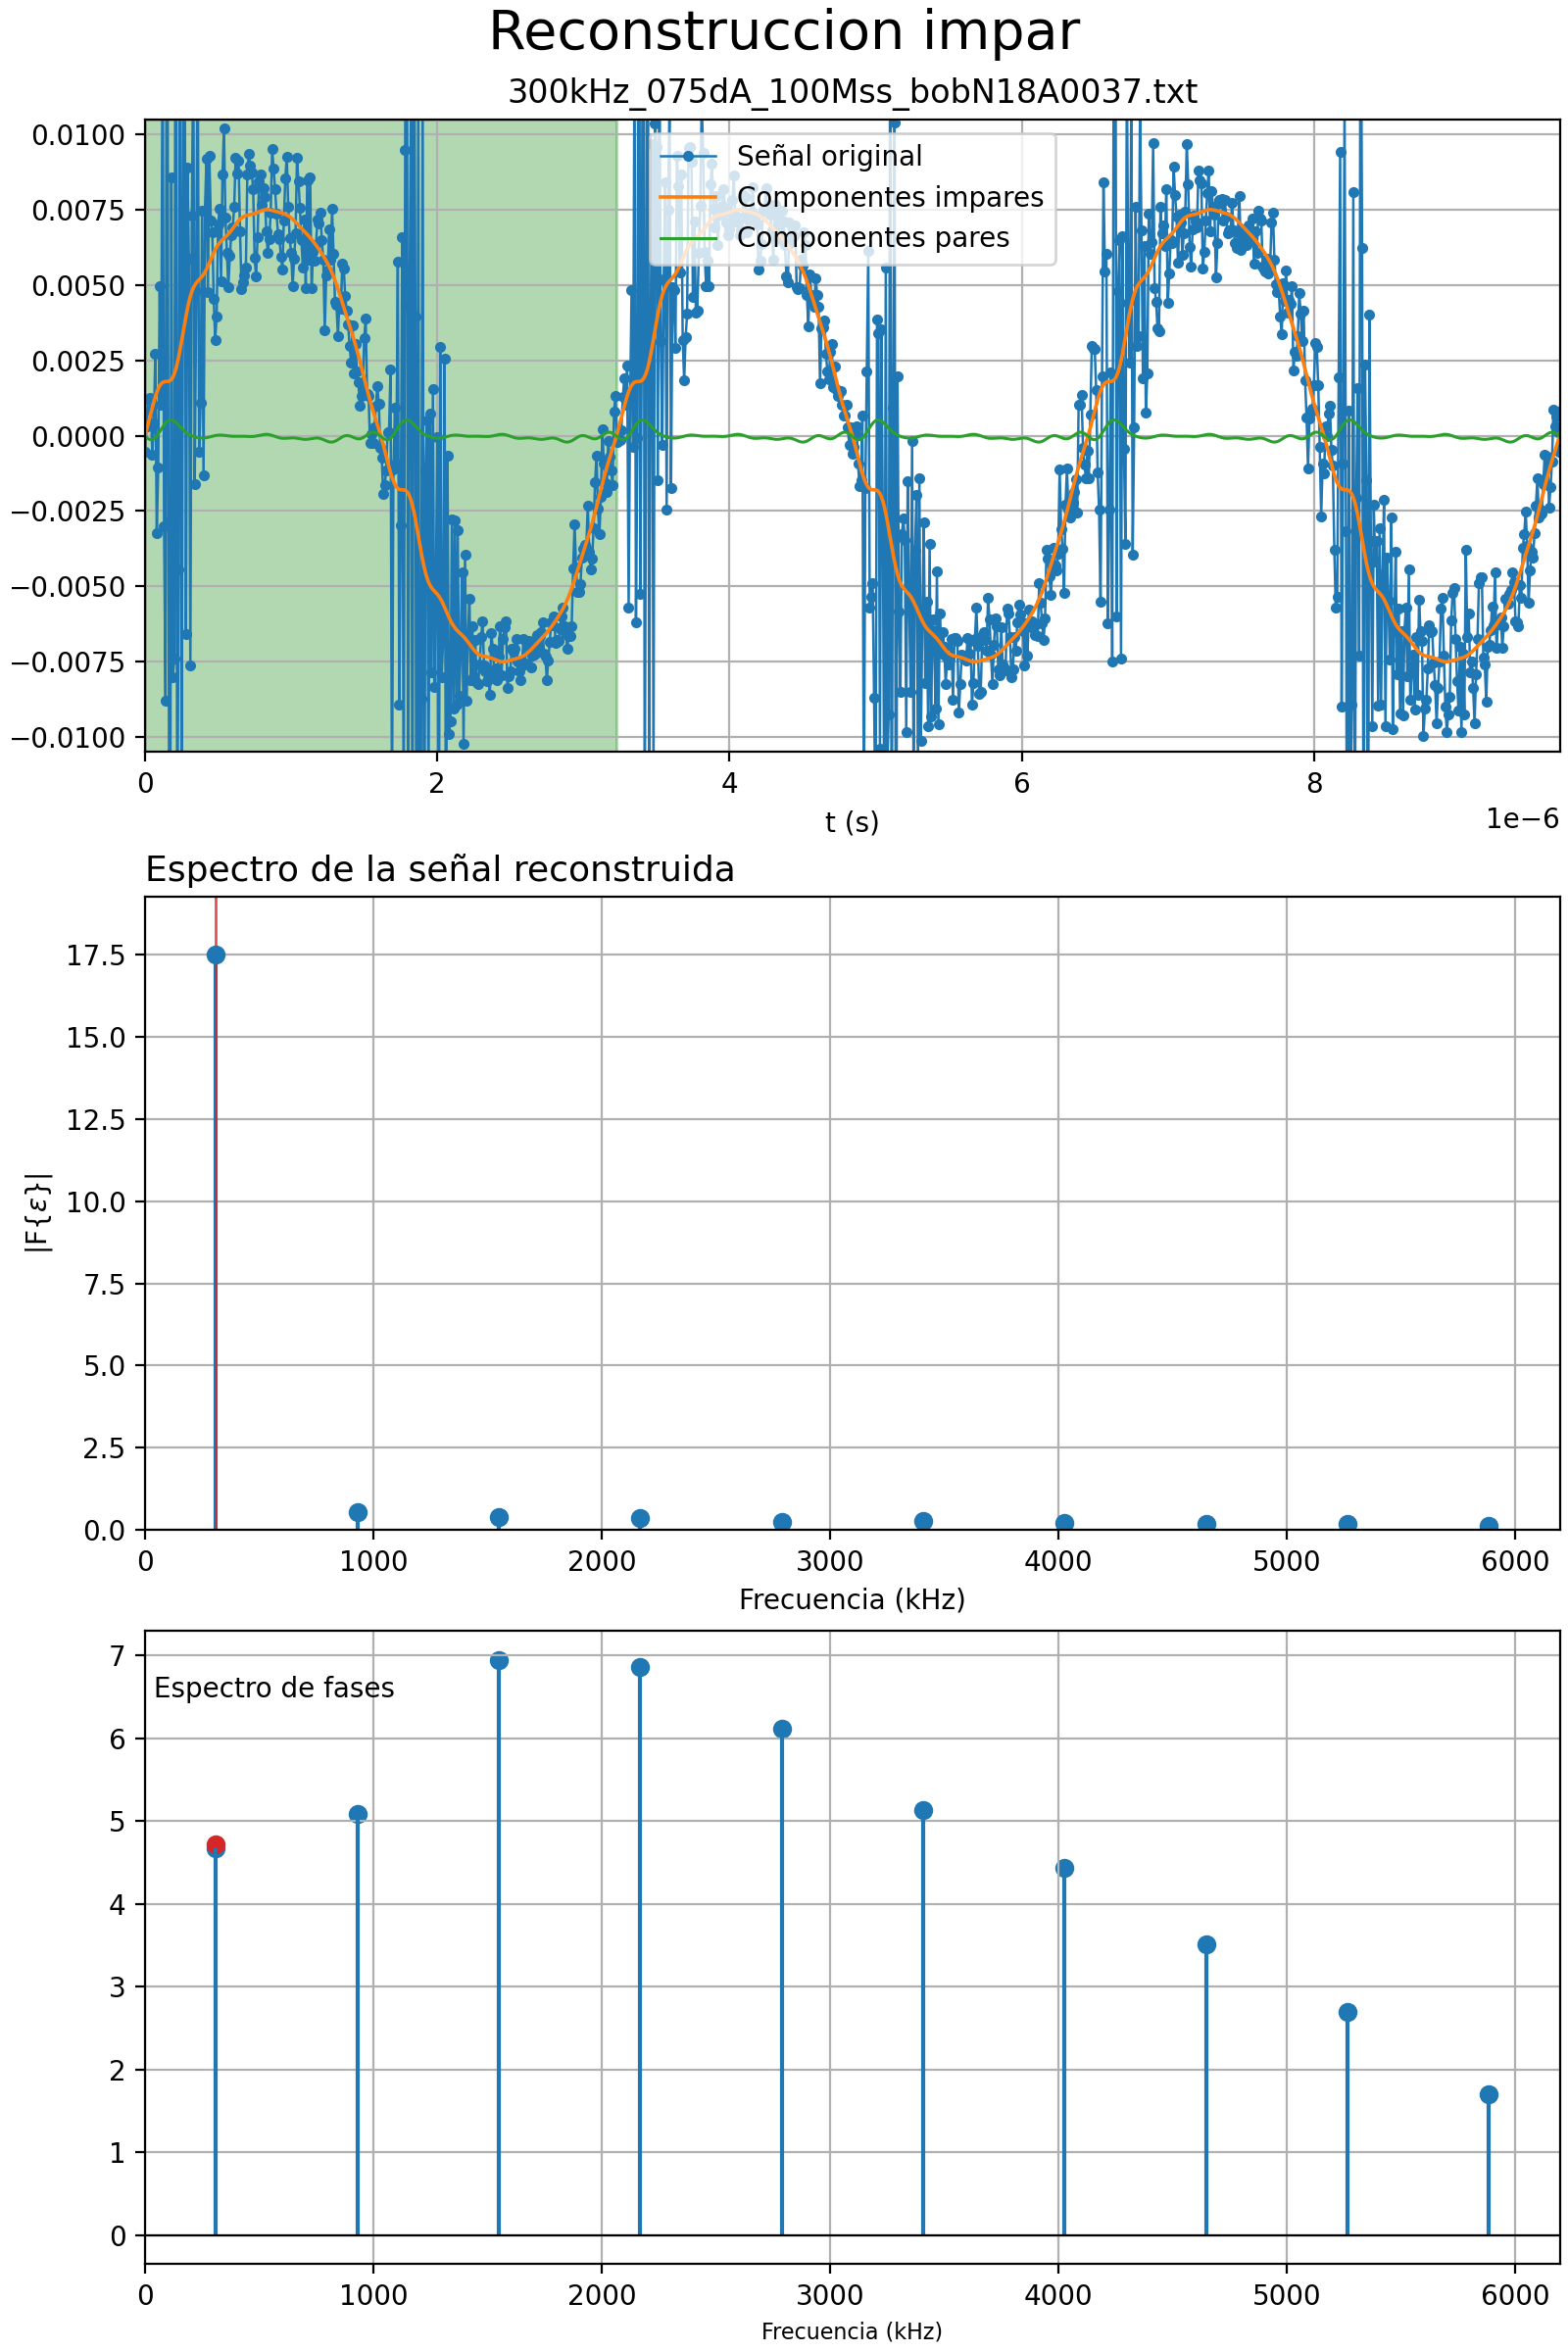 Reconstruccion impar
300kHz_075dA_100Mss_bobN18A0037.txt
0.0100
0.0075
0.0050
0.0025
0.0000
−0.0025
−0.0050
−0.0075
−0.0100
Señal original
Componentes impares
Componentes pares
0 2 4 6 8
t (s)
1e−6
Espectro de la señal reconstruida
17.5
15.0
12.5
10.0
7.5
5.0
2.5
0.0
|F{ε}|
0 1000 2000 3000 4000 5000 6000
Frecuencia (kHz)
7
6
5
4
3
2
1
0
Espectro de fases
0 1000 2000 3000 4000 5000 6000
Frecuencia (kHz)